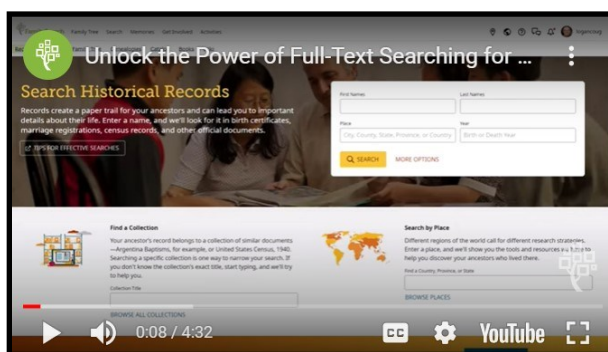 Family Tree Search Memories Get Involved Activities
Unlock the Power of Full-Text Searching for ...
Search Historical Records
Records create a paper trail for your ancestors and can lead you to important
details about their life. Enter a name, and we'll look for it in birth certificates,
marriage registrations, census records, and other official documents.
TIPS FOR EFFECTIVE SEARCHES
First Names
Last Names
Place
Year
City, County, State, Province, or Country
Birth or Death Year
SEARCH
MORE OPTIONS
Find a Collection
Your ancestor's record belongs to a collection of similar documents
—Argentina Baptisms, for example, or United States Census, 1940.
Searching a specific collection is one way to narrow your search. If
you don't know the collection's exact title, start typing, and we'll try
to help you.
Collection Title
BROWSE ALL COLLECTIONS
Search by Place
Different regions of the world call for different research strategies.
Enter a place, and we'll show you the tools and resources we have to
help you discover your ancestors who lived there.
Find a Country, Province, or State
BROWSE PLACES
0:08 / 4:32
CC
YouTube